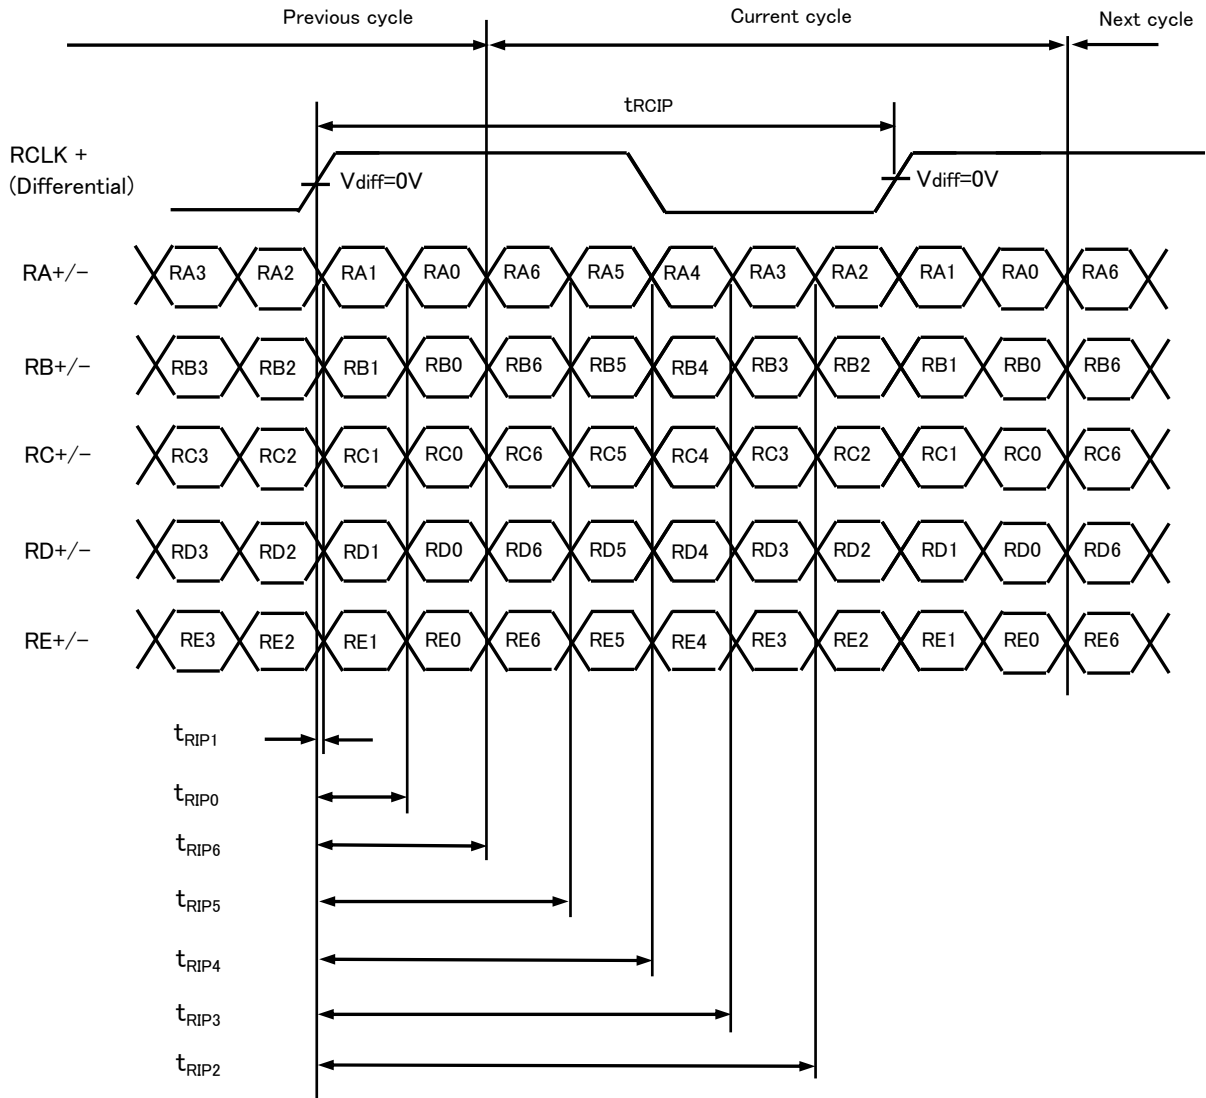 Previous cycle Current cycle Next cycle
tRCIP
RCLK +
(Differential)
Vdiff=0V Vdiff=0V
RA+/- RA3 RA2 RA1 RA0 RA6 RA5 RA4 RA3 RA2 RA1 RA0 RA6
RB+/- RB3 RB2 RB1 RB0 RB6 RB5 RB4 RB3 RB2 RB1 RB0 RB6
RC+/- RC3 RC2 RC1 RC0 RC6 RC5 RC4 RC3 RC2 RC1 RC0 RC6
RD+/- RD3 RD2 RD1 RD0 RD6 RD5 RD4 RD3 RD2 RD1 RD0 RD6
RE+/- RE3 RE2 RE1 RE0 RE6 RE5 RE4 RE3 RE2 RE1 RE0 RE6
tRIP1
tRIP0
tRIP6
tRIP5
tRIP4
tRIP3
tRIP2